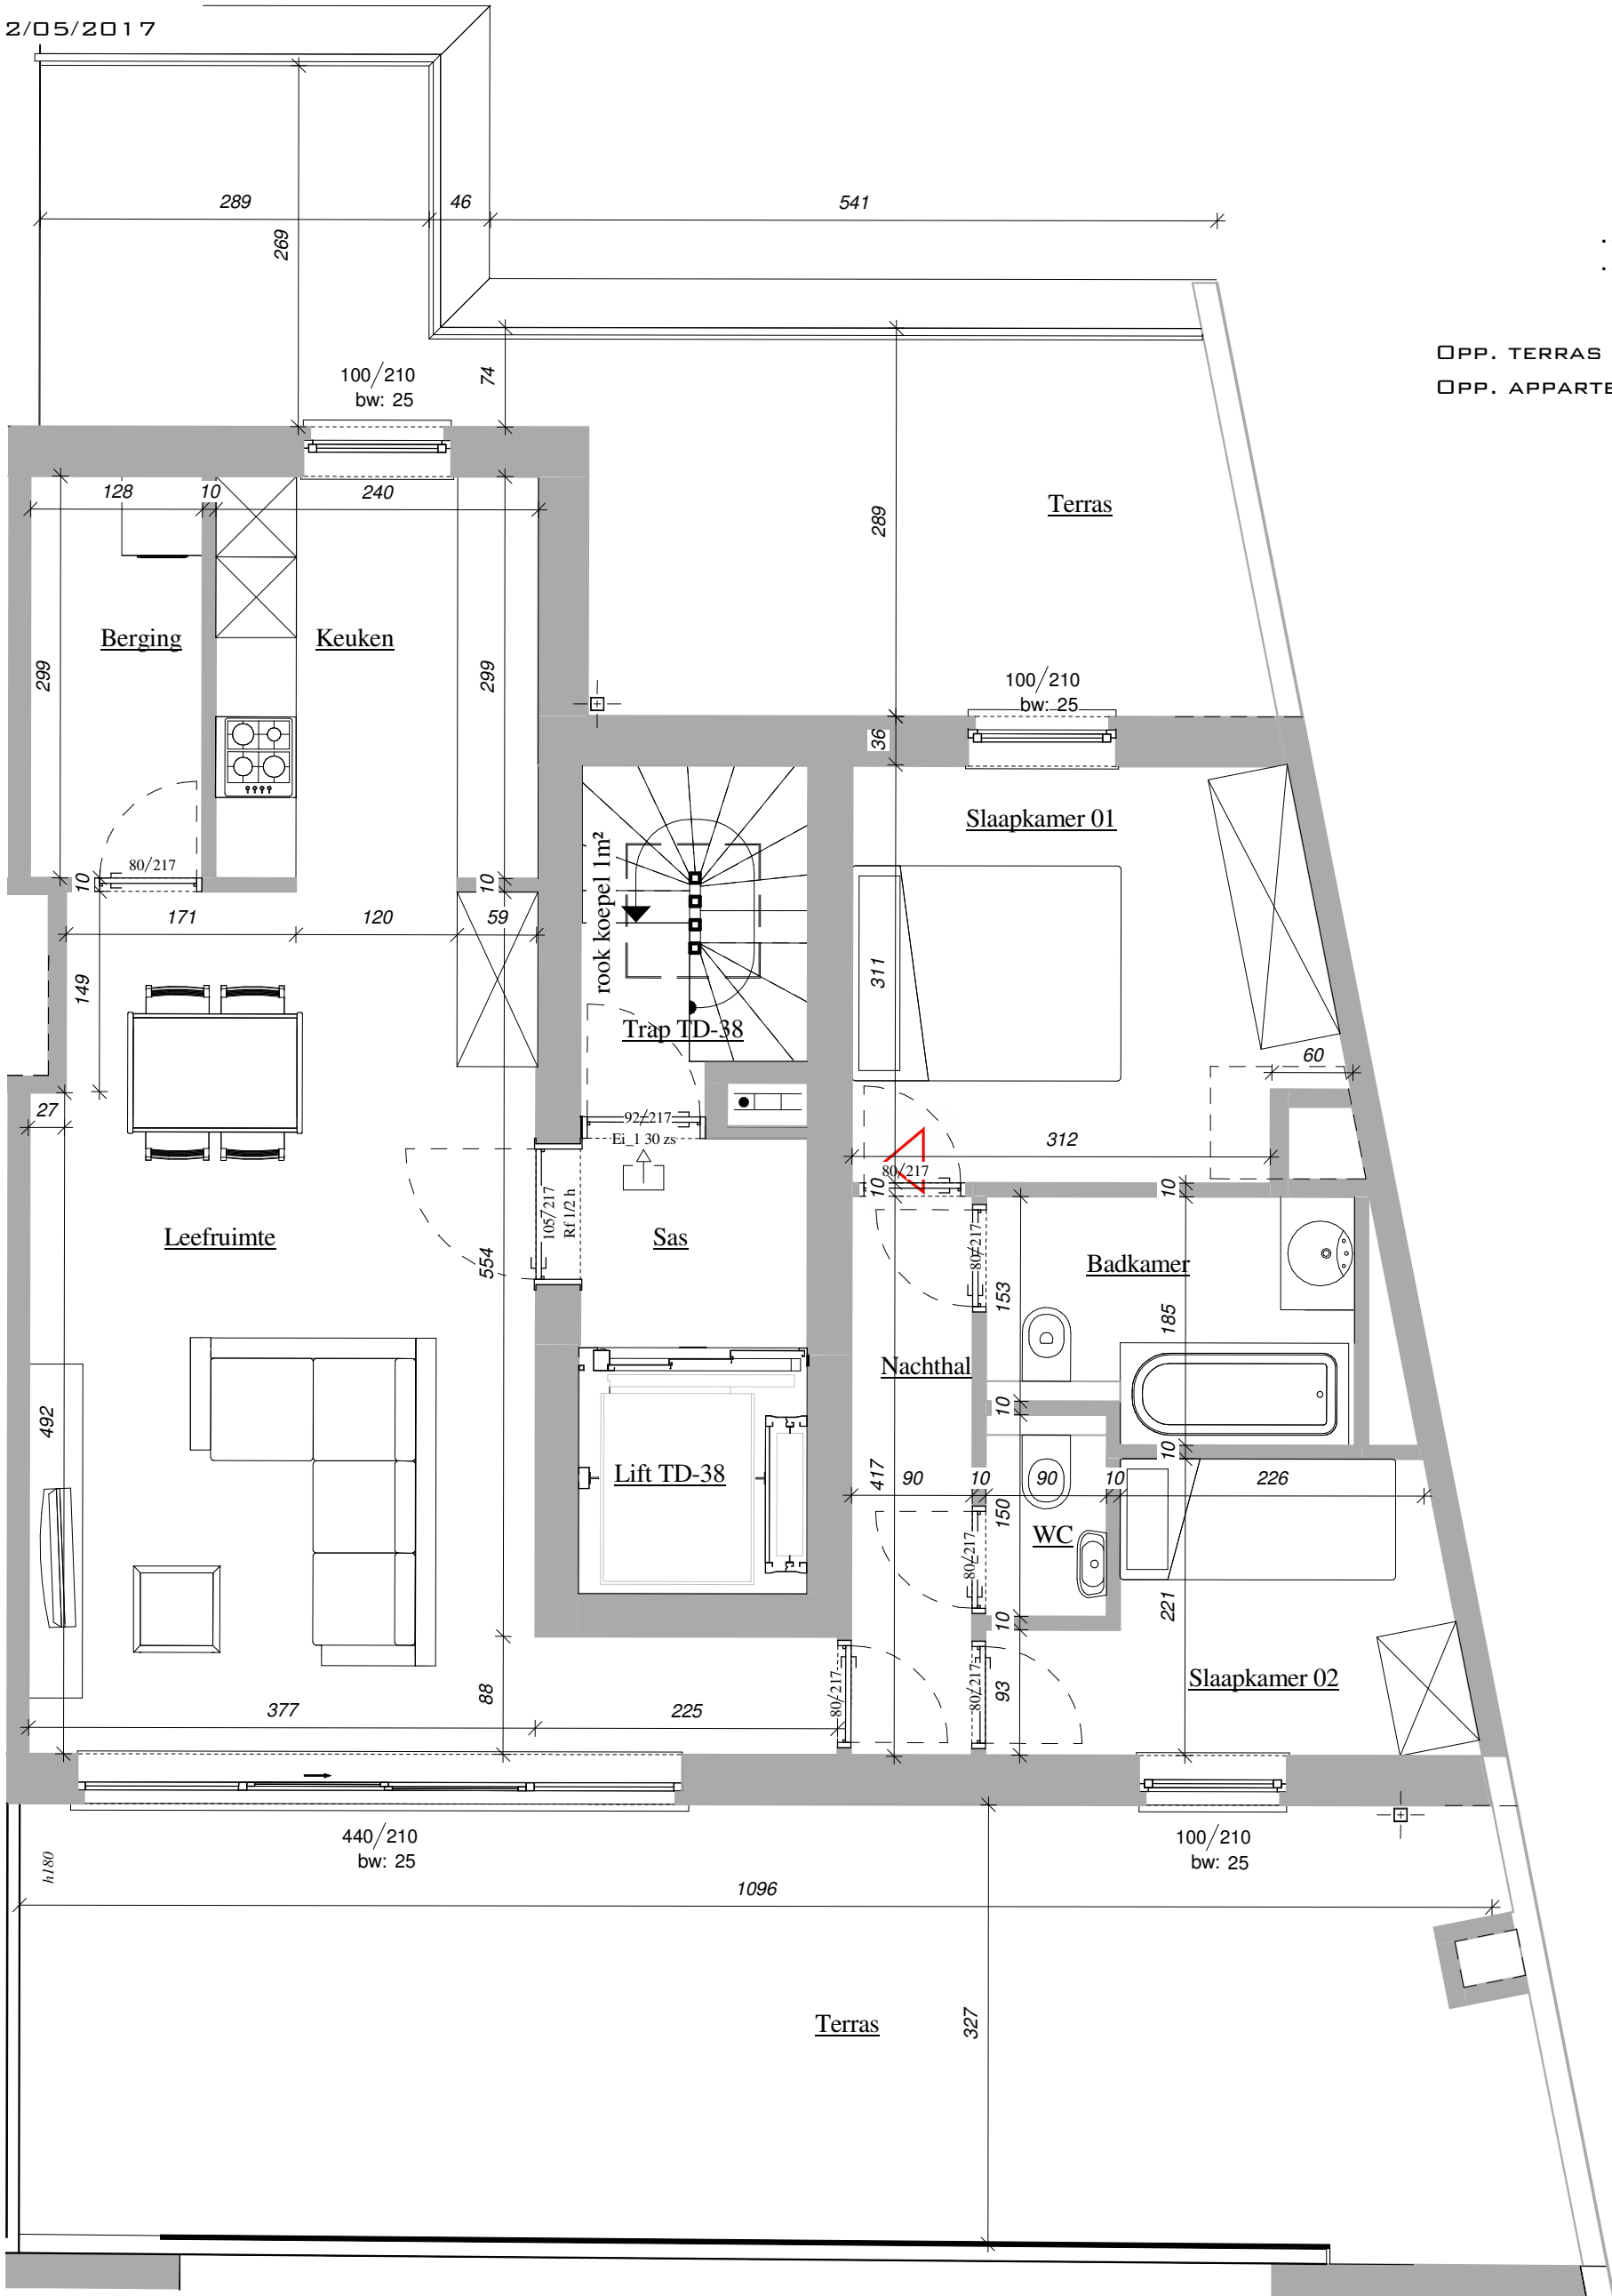 2/05/2017
289
46
541
269
OPP. TERRAS
OPP. APPARTE
100/210
bw: 25
74
128
10
240
289
Terras
Berging
Keuken
299
299
100/210
bw: 25
36
Slaapkamer 01
rook koepel 1m²
80/217
10
10
171
120
59
311
149
Trap TD-38
60
27
92/217
Ei_1 30 zs
312
80/217
10
10
105/217
Rf 1/2 h
Leefruimte
554
Sas
80/217
153
Badkamer
185
Nachthal
492
10
10
Lift TD-38
417
90
10
90
10
226
150
WC
80/217
221
10
Slaapkamer 02
88
377
225
80/217
80/217
93
440/210
bw: 25
100/210
bw: 25
h180
1096
Terras
327